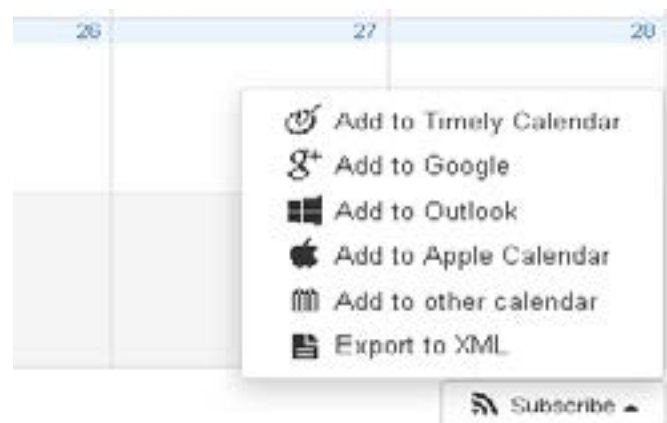 26 27 28
Add to Timely Calendar
Add to Google
Add to Outlook
Add to Apple Calendar
Add to other calendar
Export to XML
Subscribe